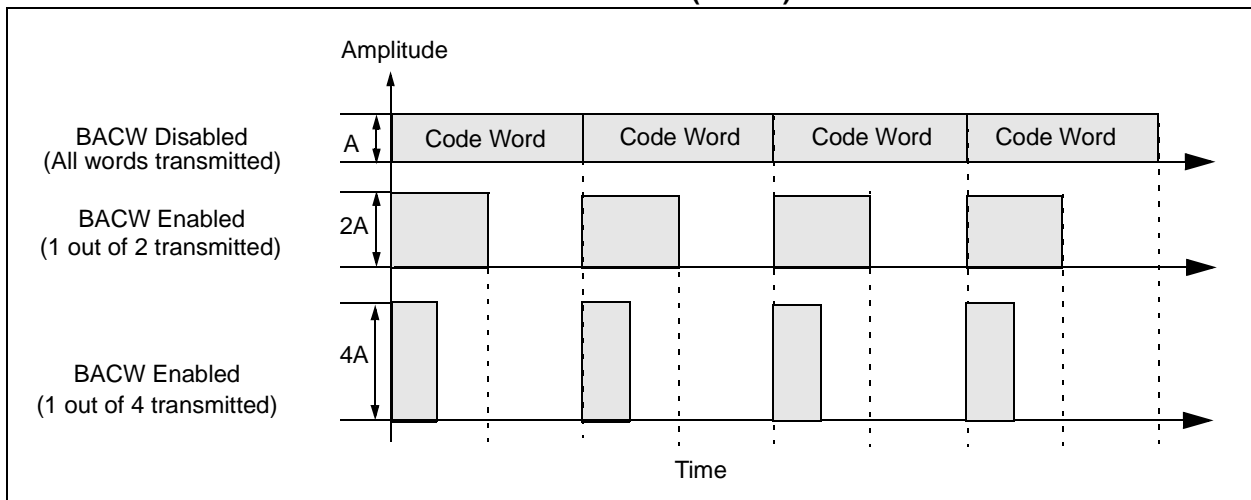 Amplitude
BACW Disabled
(All words transmitted)
A
Code Word
Code Word
Code Word
Code Word
BACW Enabled
(1 out of 2 transmitted)
2A
BACW Enabled
(1 out of 4 transmitted)
4A
Time